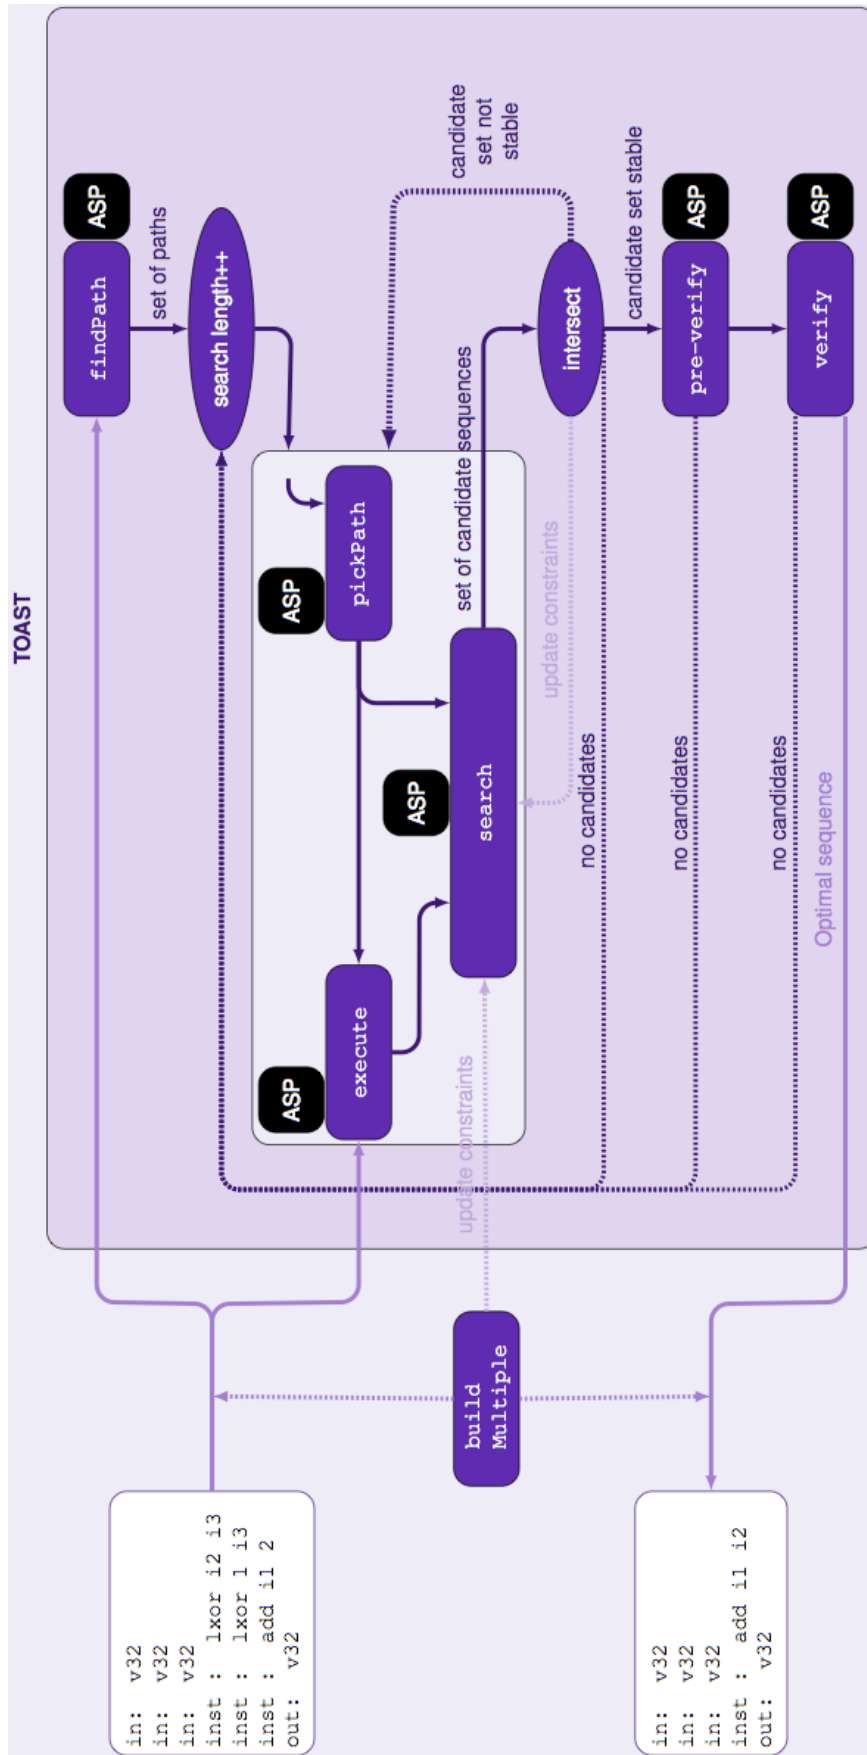 TOAST
in:  v32
in:  v32
in:  v32
inst :  lxor i2 i3
inst :  lxor 1 i3
inst :  add i1 2
out:  v32
findPath
ASP
set of paths
search length++
ASP
execute
ASP
pickPath
ASP
search
build
Multiple
update constraints
set of candidate sequences
update constraints
intersect
candidate
set not
stable
candidate set stable
no candidates
pre-verify
ASP
no candidates
verify
ASP
no candidates
Optimal sequence
in:  v32
in:  v32
in:  v32
inst :  add i1 i2
out:  v32